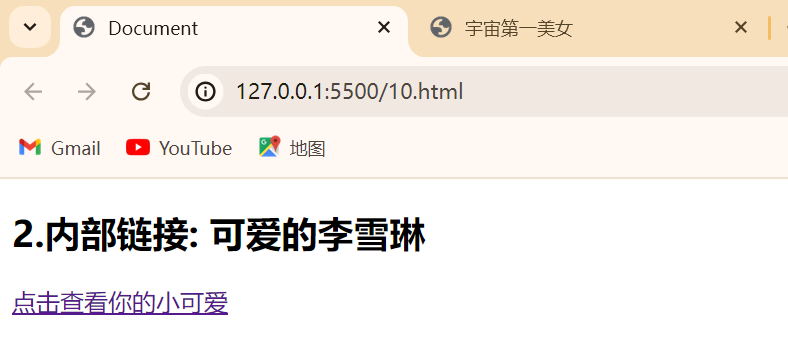 Document
宇宙第一美女
127.0.0.1:5500/10.html
Gmail YouTube 地图
2.内部链接: 可爱的李雪琳
点击查看你的小可爱